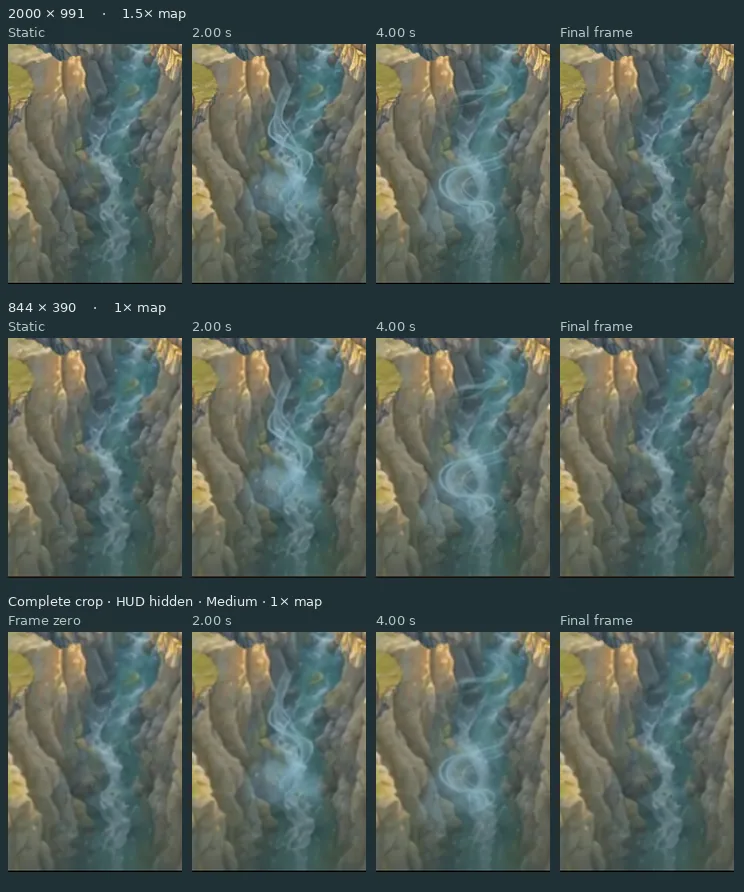 2000 × 991 · 1.5× map
Static 2.00 s 4.00 s Final frame
844 × 390 · 1× map
Static 2.00 s 4.00 s Final frame
Complete crop · HUD hidden · Medium · 1× map
Frame zero 2.00 s 4.00 s Final frame